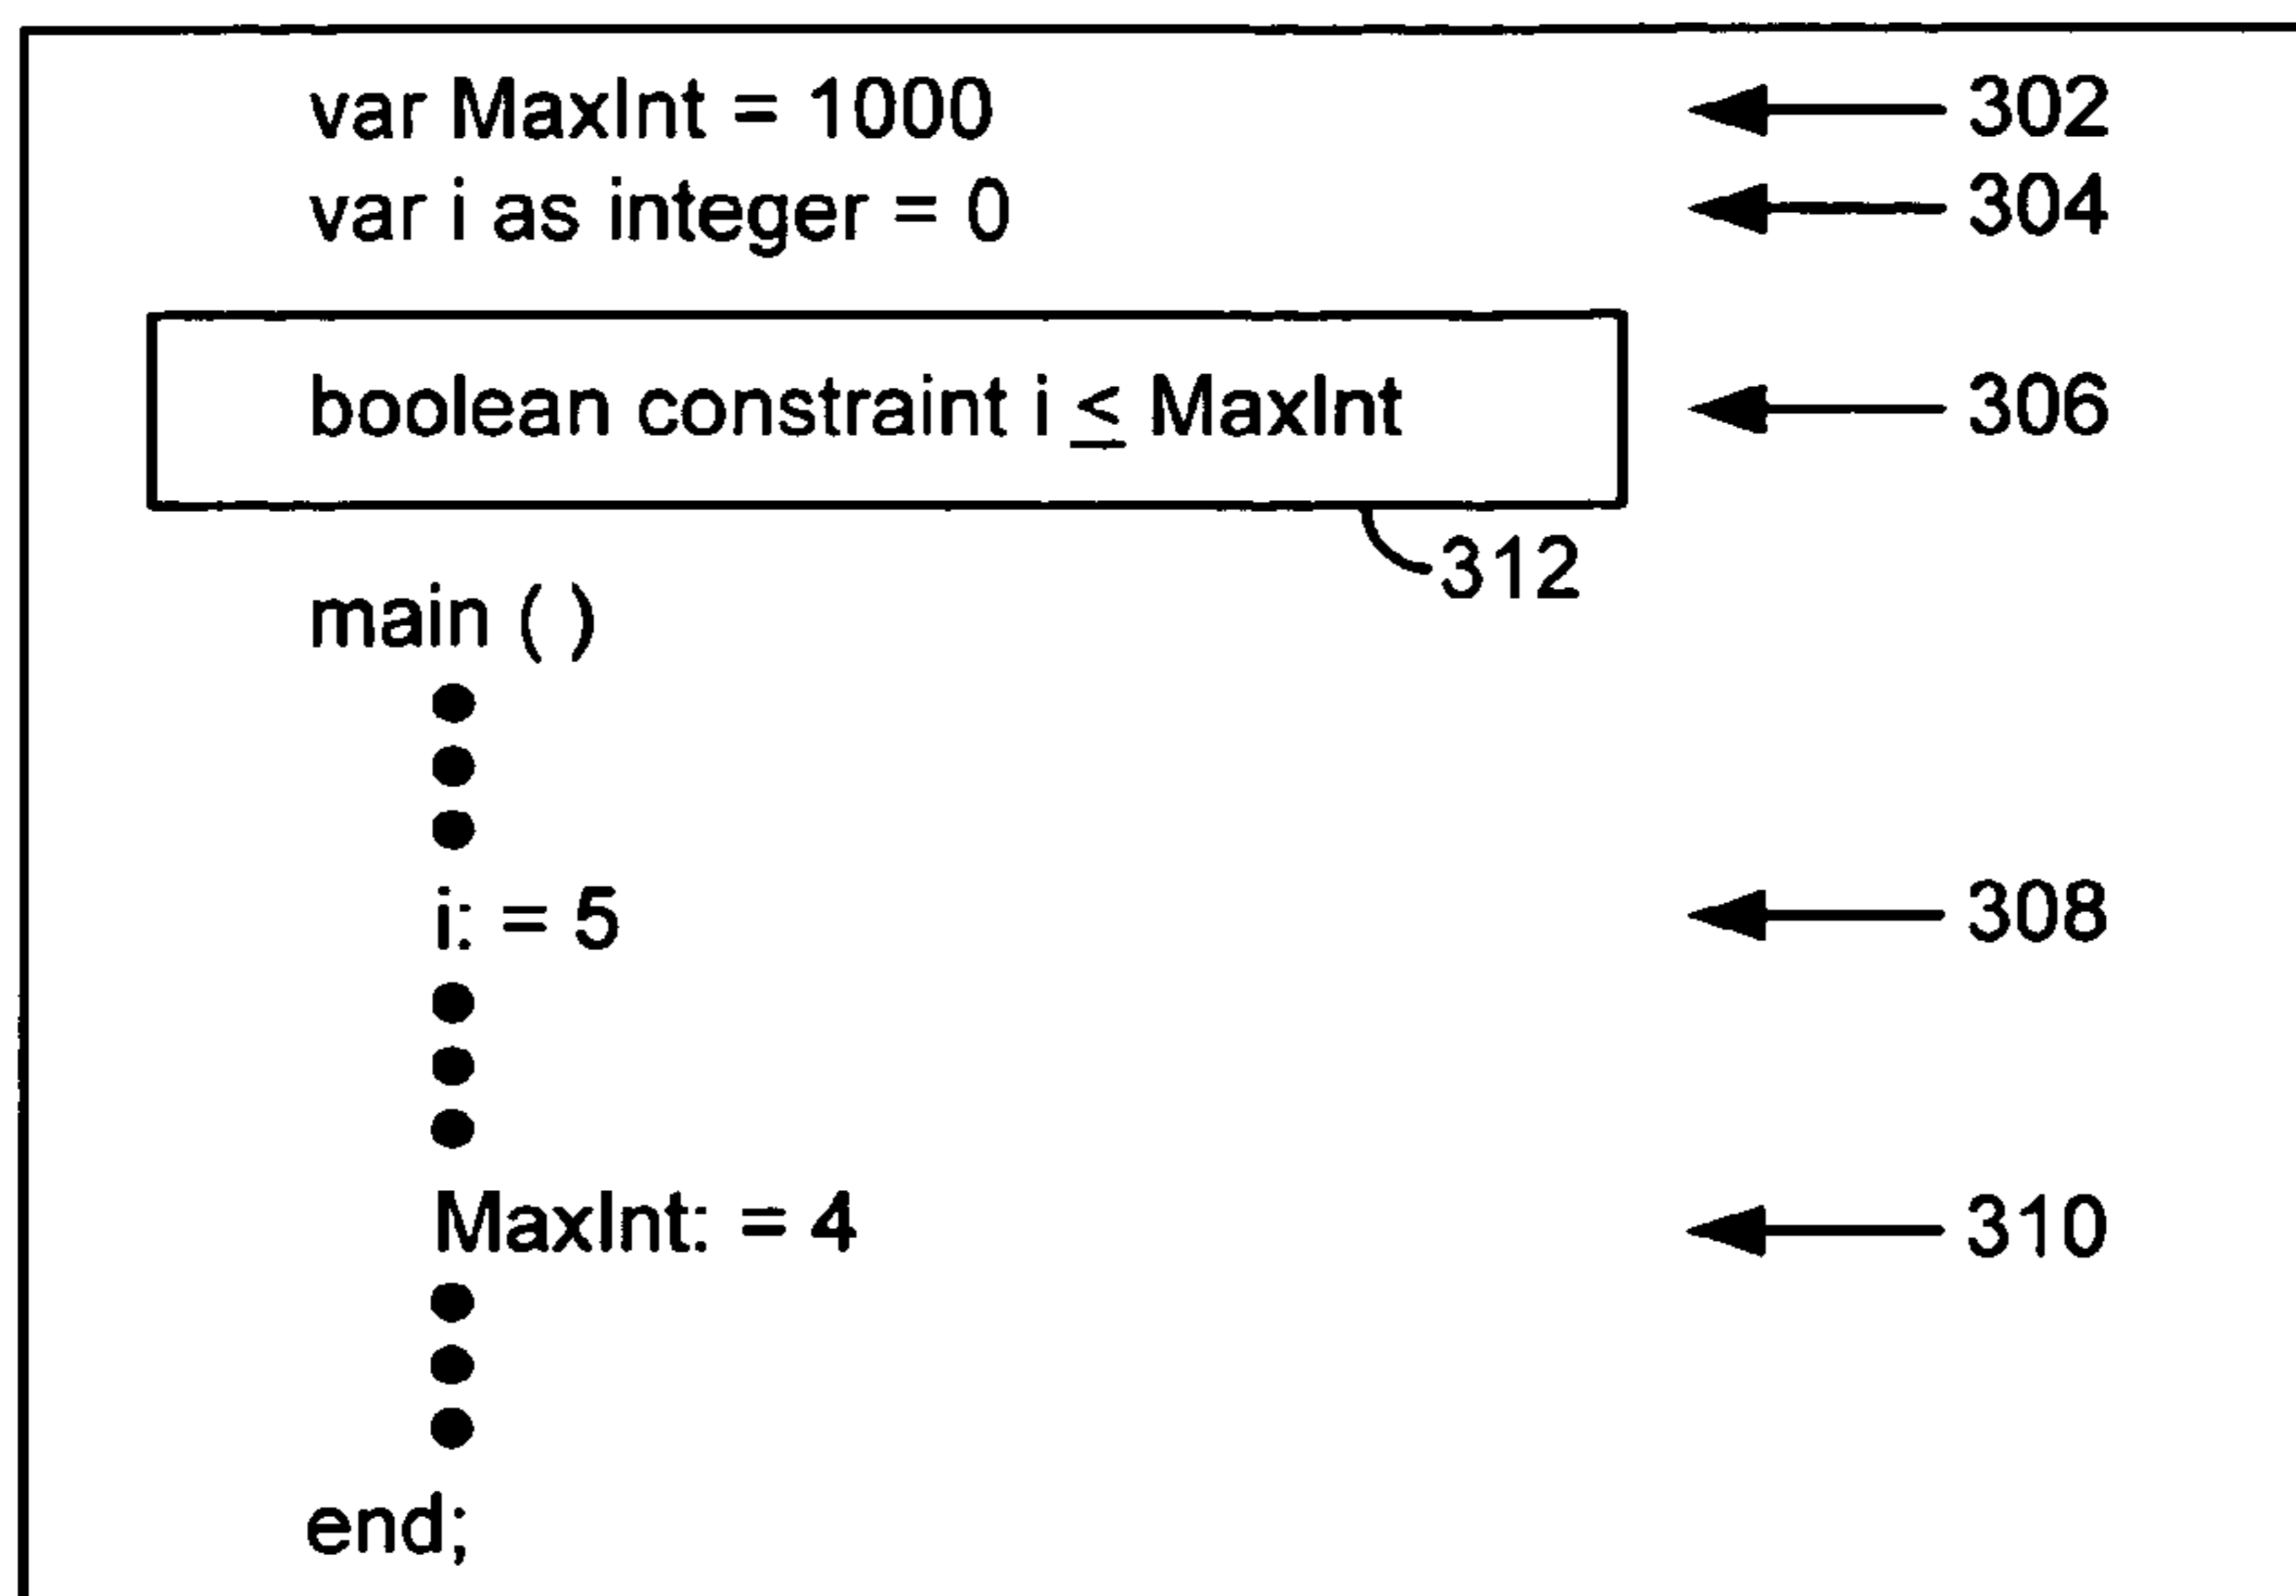 var MaxInt = 1000 302
var i as integer = 0 304
boolean constraint i ≤ MaxInt 306
312
main ( )
i: = 5 308
MaxInt: = 4 310
end;